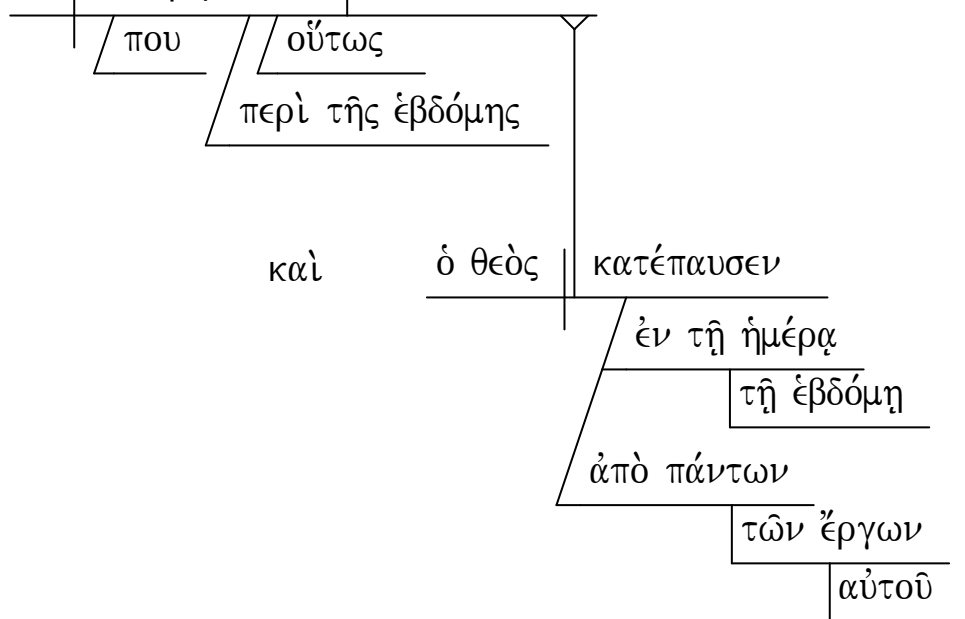 που οὕτως
περὶ τῆς ἑβδόμης
καὶ ὁ θεὸς κατέπαυσεν
ἐν τῇ ἡμέρᾳ
τῇ ἑβδόμῃ
ἀπὸ πάντων
τῶν ἔργων
αὐτοῦ